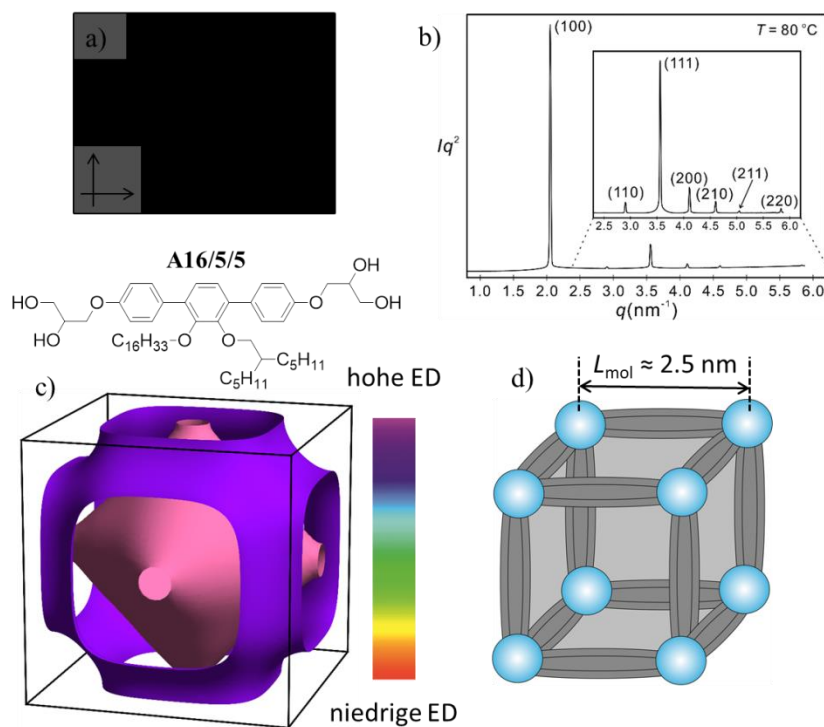 a)
b)
T = 80 °C
(100)
(111)
(110)
(200)
(210)
(211)
(220)
2.5 3.0 3.5 4.0 4.5 5.0 5.5 6.0
Iq²
1.0 1.5 2.0 2.5 3.0 3.5 4.0 4.5 5.0 5.5 6.0
q(nm⁻¹)
A16/5/5
HO
OH
O
O
OH
OH
C₁₆H₃₃-O
O
C₅H₁₁
C₅H₁₁
c)
hohe ED
niedrige ED
d)
Lmol ≈ 2.5 nm